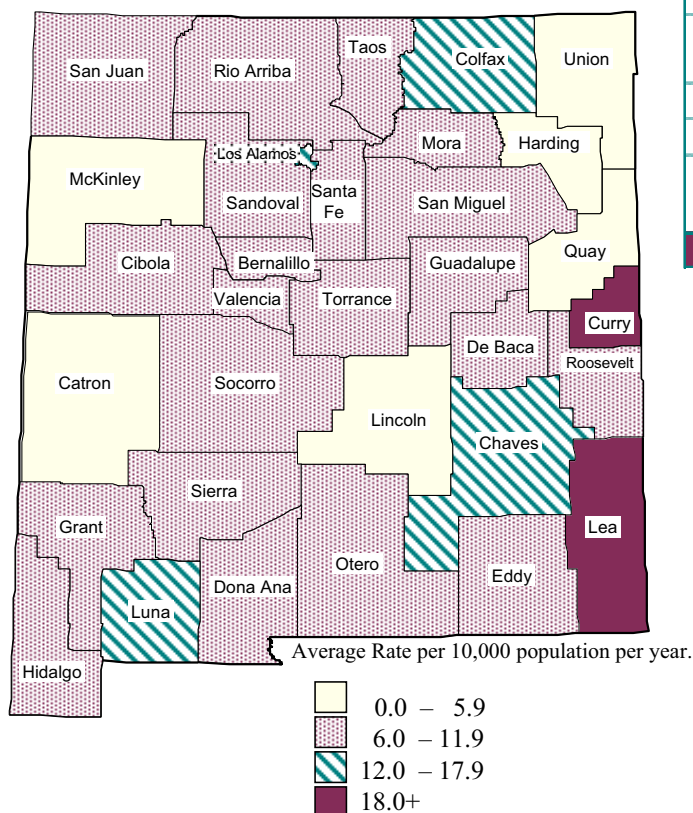 San Juan
Rio Arriba
Taos
Colfax
Union
Mora
Harding
Los Alamos
McKinley
Sandoval
Santa
Fe
San Miguel
Quay
Cibola
Bernalillo
Guadalupe
Valencia
Torrance
Curry
De Baca
Roosevelt
Catron
Socorro
Lincoln
Chaves
Sierra
Grant
Lea
Otero
Eddy
Dona Ana
Luna
Hidalgo
Average Rate per 10,000 population per year.
0.0 – 5.9
6.0 – 11.9
12.0 – 17.9
18.0+